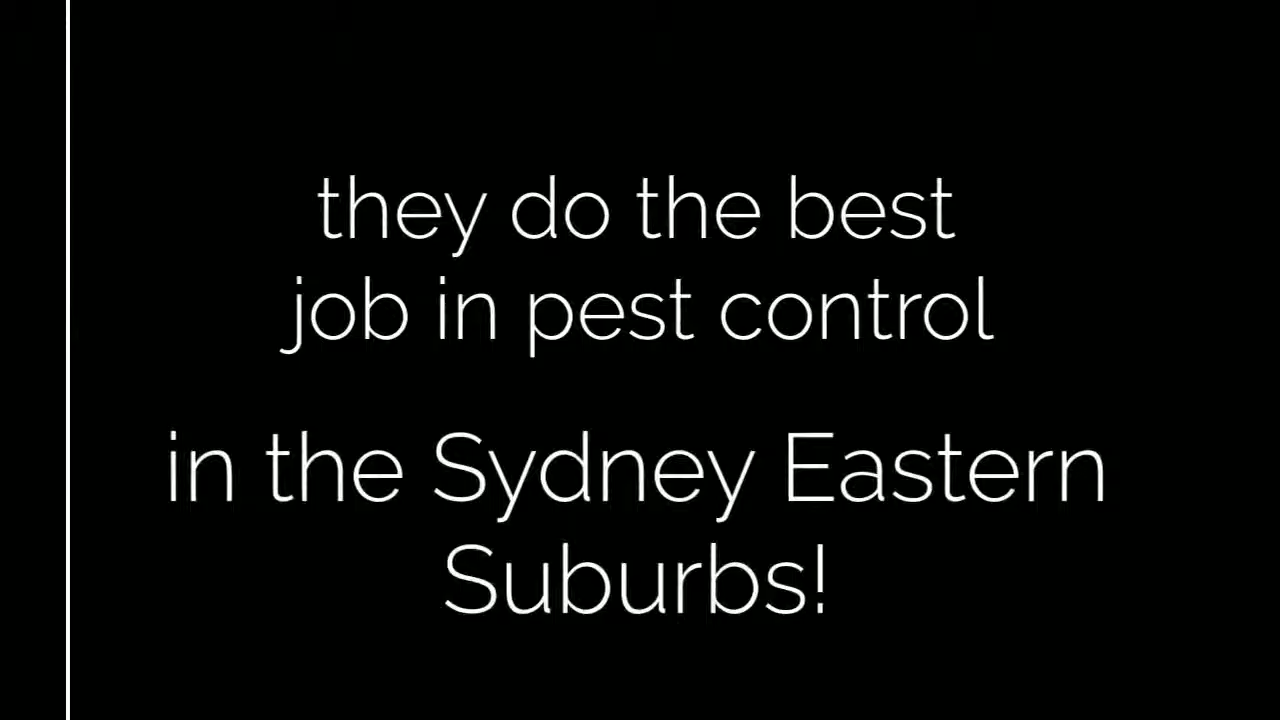 they do the best
job in pest control
in the Sydney Eastern
Suburbs!